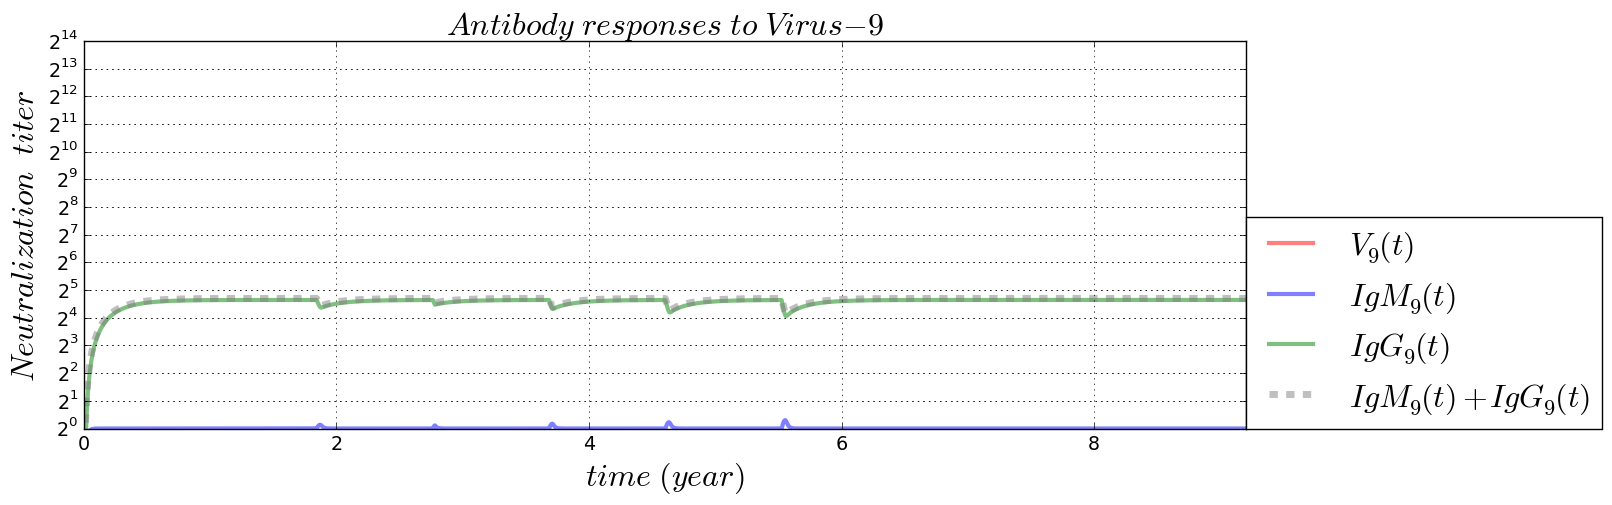 Antibody responses to Virus−9
Neutralization titer
2^14
2^13
2^12
2^11
2^10
2^9
2^8
2^7
2^6
2^5
2^4
2^3
2^2
2^1
2^0
0 2 4 6 8
time (year)
V_9(t)
IgM_9(t)
IgG_9(t)
IgM_9(t)+IgG_9(t)